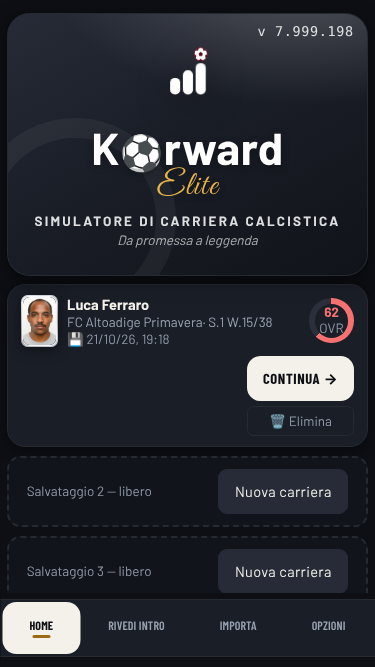 v 7.999.198
K⚽rward
Elite
SIMULATORE DI CARRIERA CALCISTICA
Da promessa a leggenda
Luca Ferraro
FC Altoadige Primavera· S.1 W.15/38
💾 21/10/26, 19:18
62
OVR
CONTINUA →
🗑️ Elimina
Salvataggio 2 — libero
Nuova carriera
Salvataggio 3 — libero
Nuova carriera
HOME
RIVEDI INTRO
IMPORTA
OPZIONI